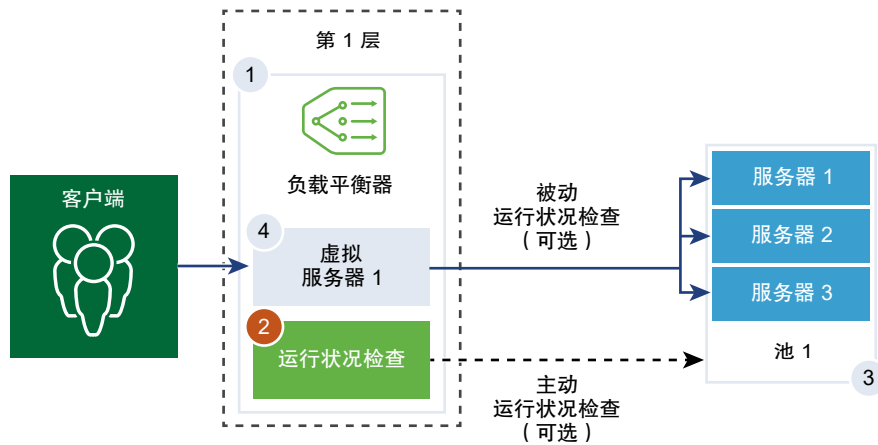 第 1 层
1
负载平衡器
客户端
4
虚拟
服务器 1
2
运行状况检查
被动
运行状况检查
（可选）
主动
运行状况检查
（可选）
服务器 1
服务器 2
服务器 3
池 1
3